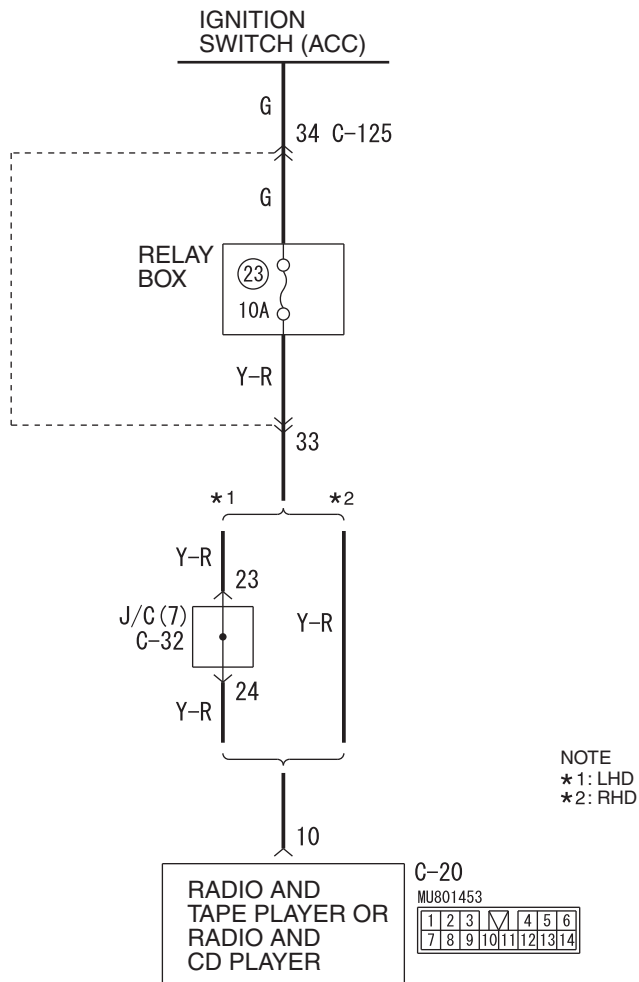 IGNITION
SWITCH (ACC)
G
34 C-125
G
RELAY
BOX
23
10A
Y-R
33
*1 *2
Y-R
23
J/C(7)
C-32
Y-R
24
Y-R
NOTE
*1: LHD
*2: RHD
10
RADIO AND
TAPE PLAYER OR
RADIO AND
CD PLAYER
C-20
MU801453
1 2 3 4 5 6
7 8 9 10 11 12 13 14